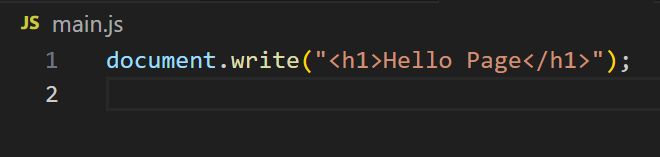 JS main.js
1 document.write("<h1>Hello Page</h1>");
2